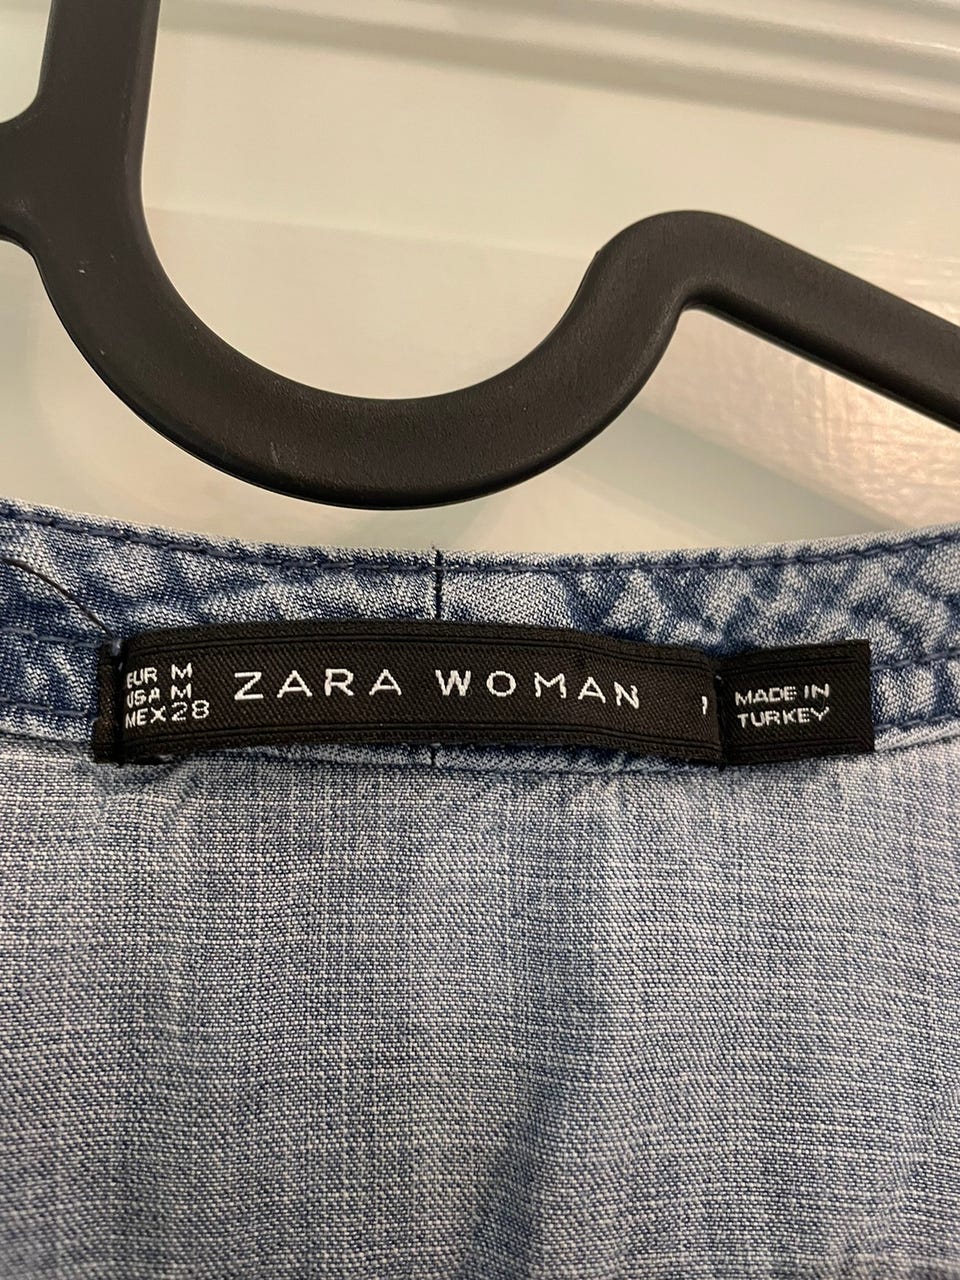 EUR M
USA M
MEX 28
ZARA WOMAN
MADE IN
TURKEY